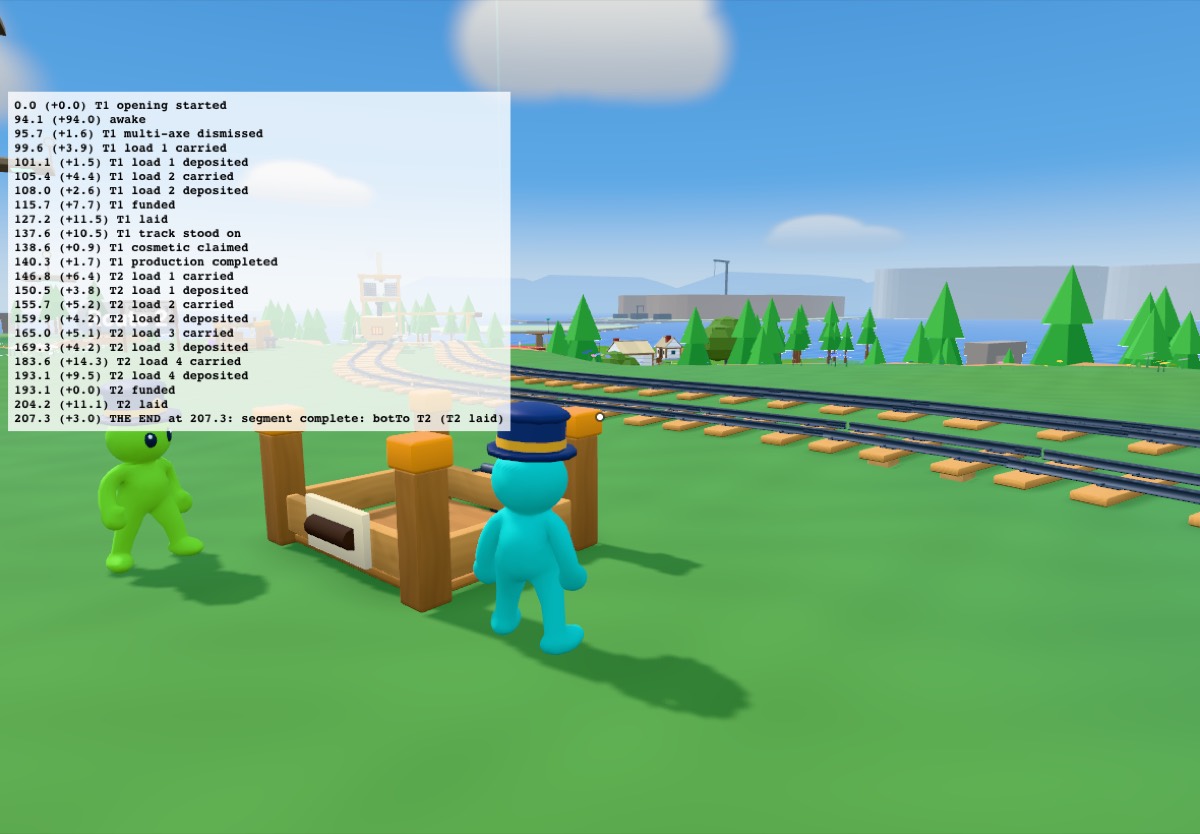 0.0 (+0.0) T1 opening started
94.1 (+94.0) awake
95.7 (+1.6) T1 multi-axe dismissed
99.6 (+3.9) T1 load 1 carried
101.1 (+1.5) T1 load 1 deposited
105.4 (+4.4) T1 load 2 carried
108.0 (+2.6) T1 load 2 deposited
115.7 (+7.7) T1 funded
127.2 (+11.5) T1 laid
137.6 (+10.5) T1 track stood on
138.6 (+0.9) T1 cosmetic claimed
140.3 (+1.7) T1 production completed
146.8 (+6.4) T2 load 1 carried
150.5 (+3.8) T2 load 1 deposited
155.7 (+5.2) T2 load 2 carried
159.9 (+4.2) T2 load 2 deposited
165.0 (+5.1) T2 load 3 carried
169.3 (+4.2) T2 load 3 deposited
183.6 (+14.3) T2 load 4 carried
193.1 (+9.5) T2 load 4 deposited
193.1 (+0.0) T2 funded
204.2 (+11.1) T2 laid
207.3 (+3.0) THE END at 207.3: segment complete: botTo T2 (T2 laid)